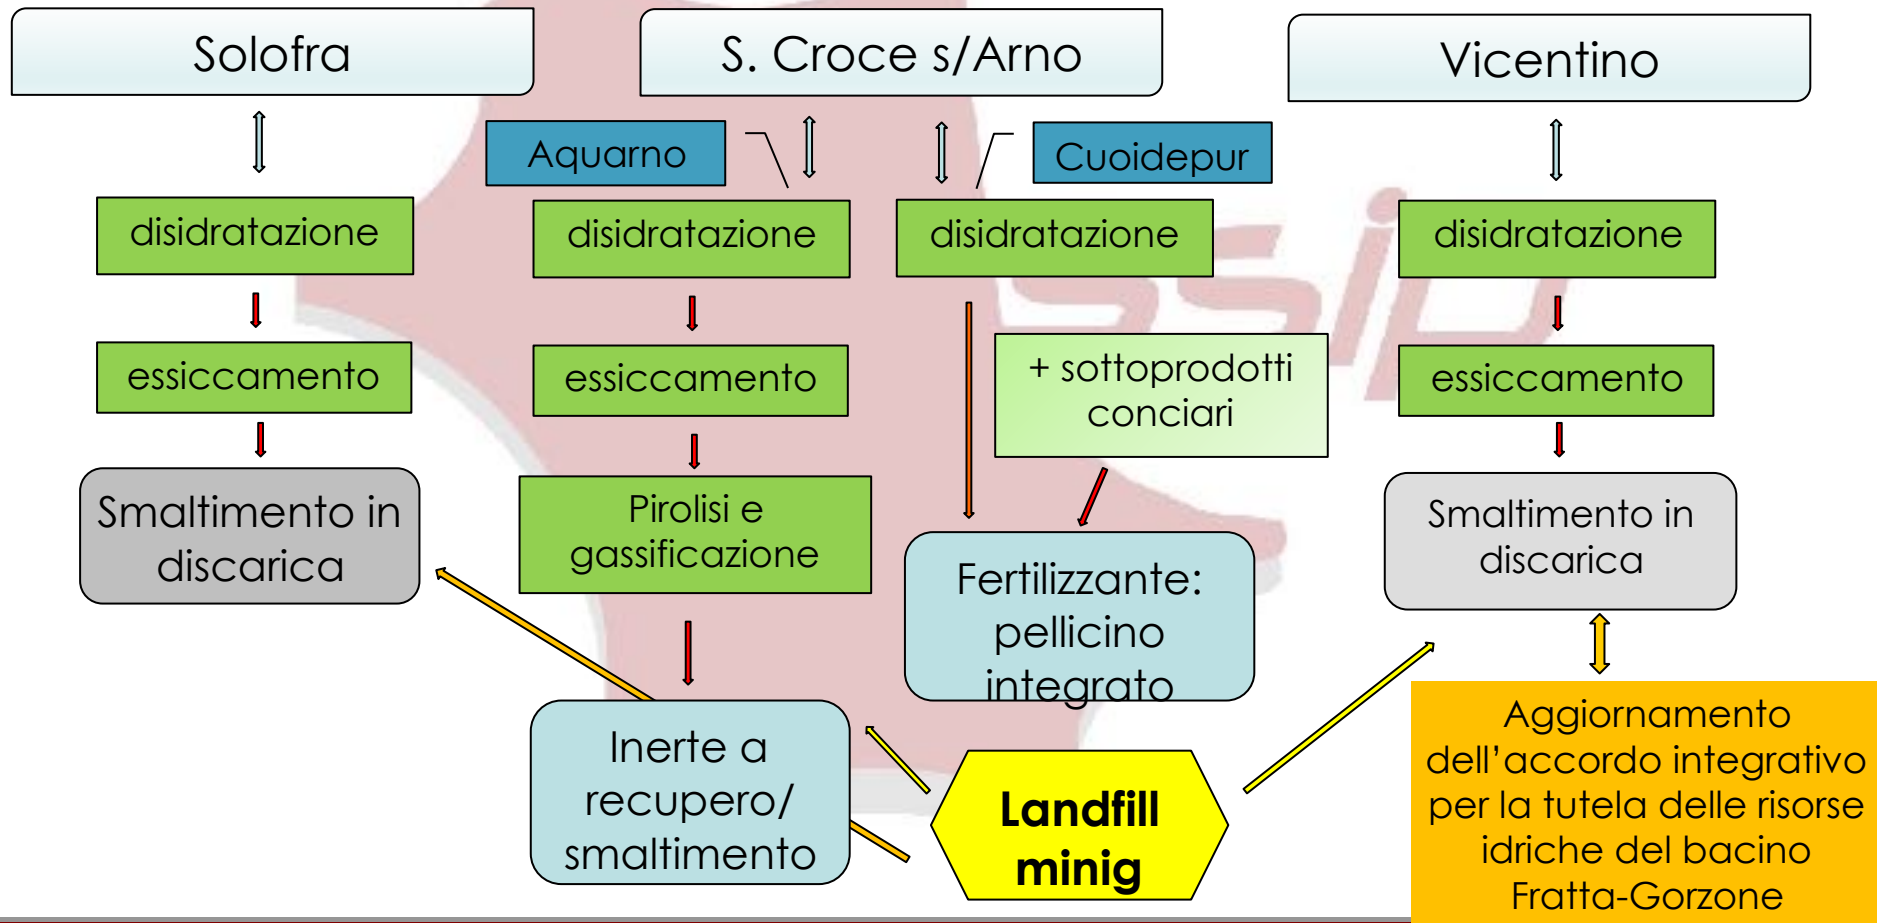 Solofra
S. Croce s/Arno
Vicentino
Aquarno
Cuoidepur
disidratazione
disidratazione
disidratazione
disidratazione
essiccamento
essiccamento
+ sottoprodotti
conciari
essiccamento
Smaltimento in
discarica
Pirolisi e
gassificazione
Fertilizzante:
pellicino
integrato
Smaltimento in
discarica
Inerte a
recupero/
smaltimento
Landfill
minig
Aggiornamento
dell’accordo integrativo
per la tutela delle risorse
idriche del bacino
Fratta-Gorzone
ssip